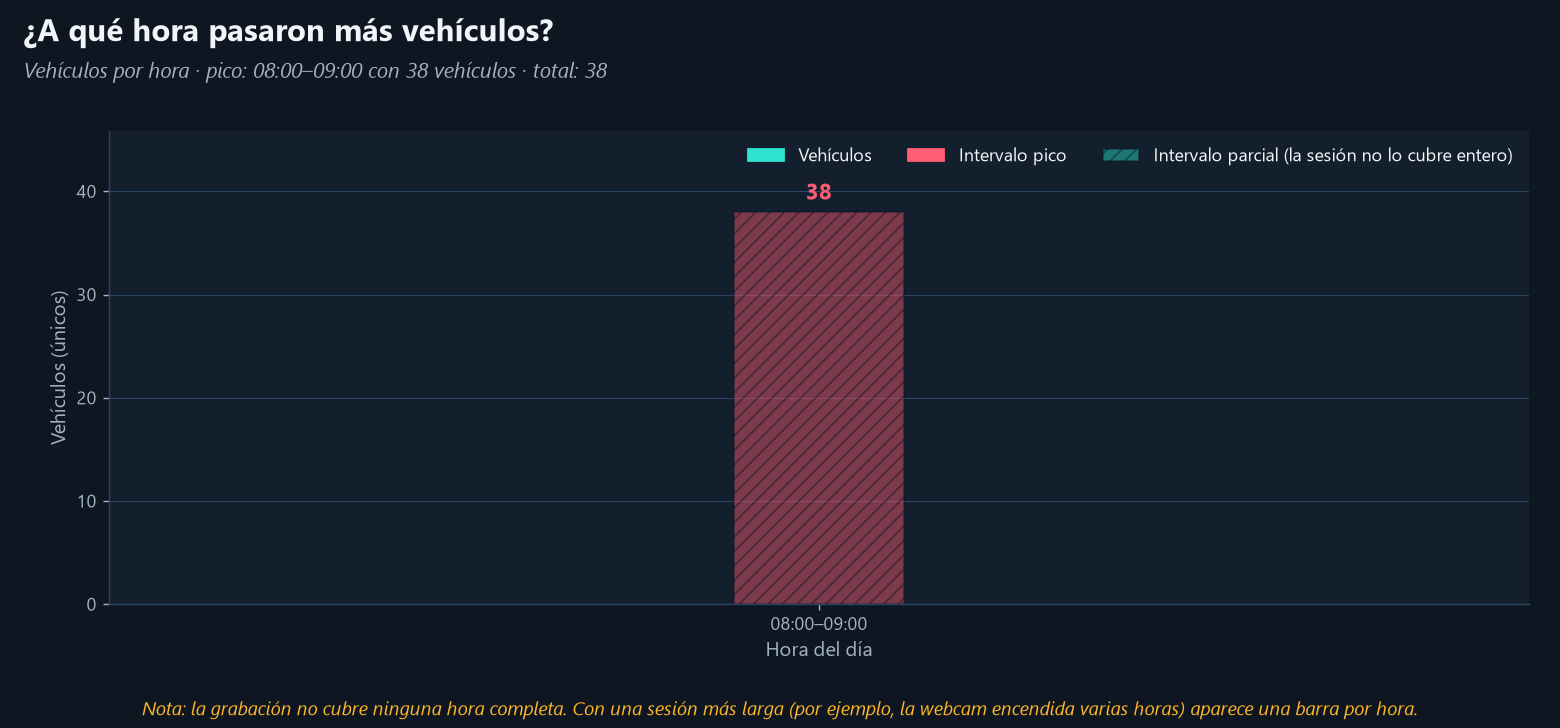 ¿A qué hora pasaron más vehículos?
Vehículos por hora · pico: 08:00–09:00 con 38 vehículos · total: 38
Vehículos
Intervalo pico
Intervalo parcial (la sesión no lo cubre entero)
38
40
30
20
10
0
Vehículos (únicos)
08:00–09:00
Hora del día
Nota: la grabación no cubre ninguna hora completa. Con una sesión más larga (por ejemplo, la webcam encendida varias horas) aparece una barra por hora.